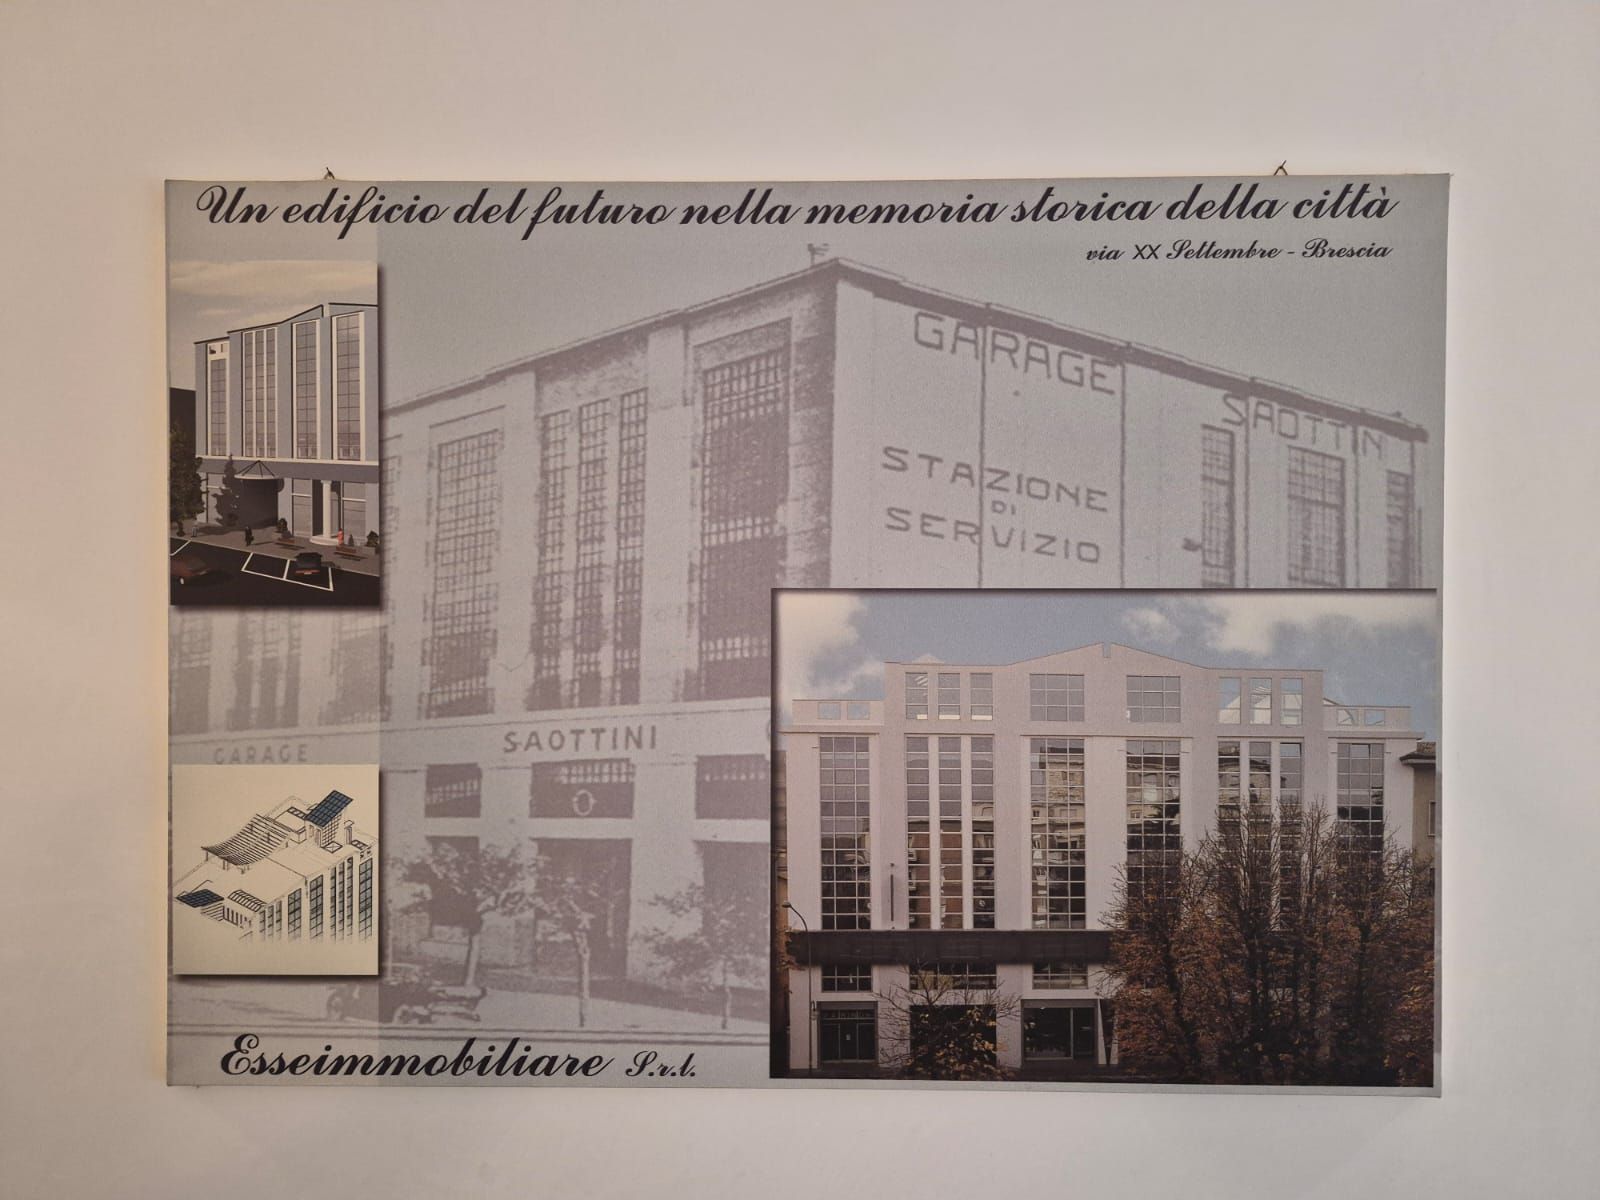 Un edificio del futuro nella memoria storica della città
via XX Settembre - Brescia
GARAGE
SAOTTIN
STAZIONE
DI
SERVIZIO
SAOTTINI
GARAGE
Esseimmobiliare S.r.l.